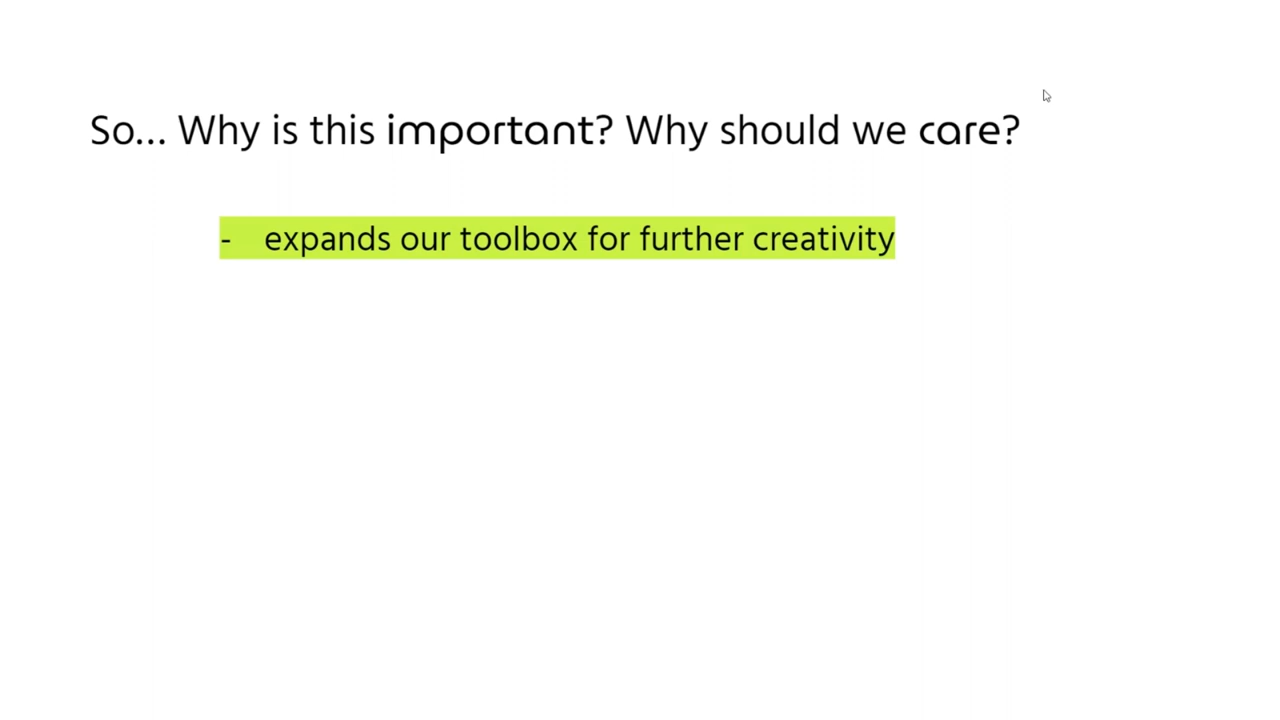 So... Why is this important? Why should we care?
- expands our toolbox for further creativity